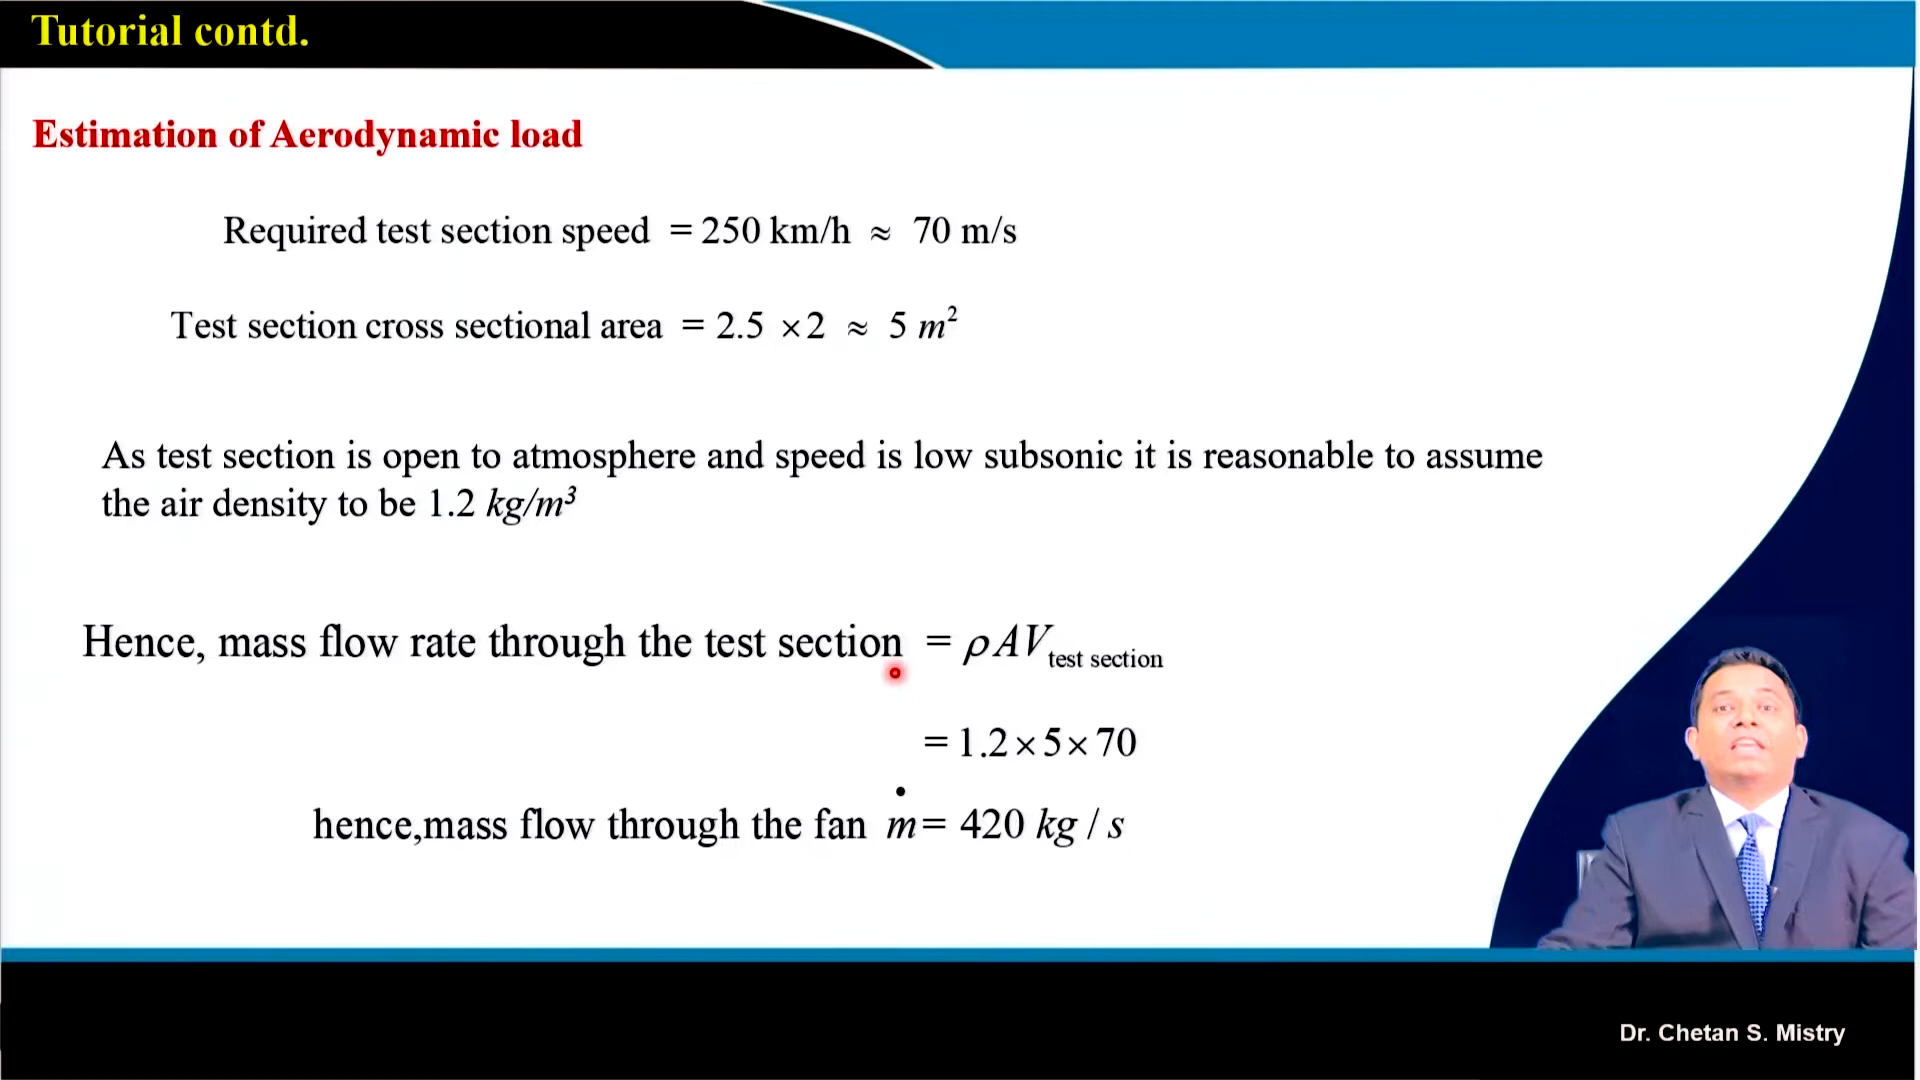 Tutorial contd.
Estimation of Aerodynamic load
Required test section speed = 250 km/h ≈ 70 m/s
Test section cross sectional area = 2.5 ×2 ≈ 5 m²
As test section is open to atmosphere and speed is low subsonic it is reasonable to assume
the air density to be 1.2 kg/m³
Hence, mass flow rate through the test section = ρAV test section
= 1.2×5×70
hence,mass flow through the fan ṁ= 420 kg / s
Dr. Chetan S. Mistry